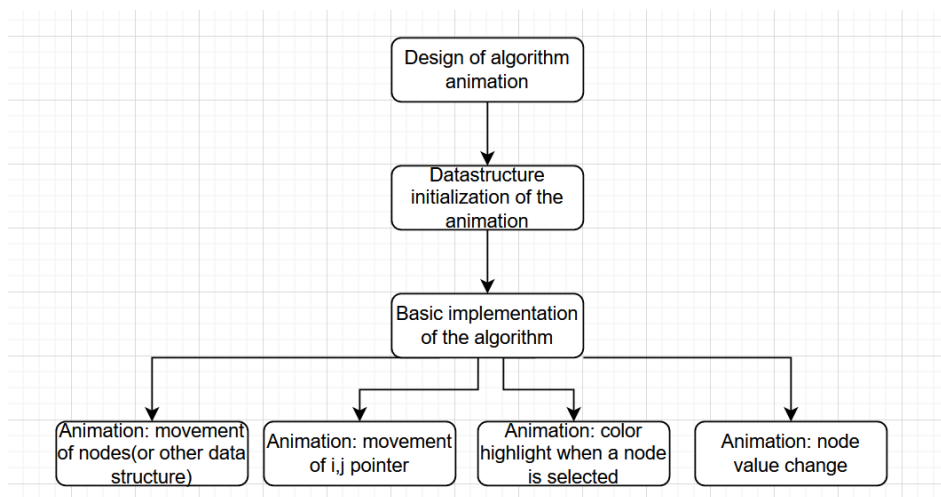 Design of algorithm
animation
Datastructure
initialization of the
animation
Basic implementation
of the algorithm
Animation: movement
of nodes(or other data
structure)
Animation: movement
of i,j pointer
Animation: color
highlight when a node
is selected
Animation: node
value change